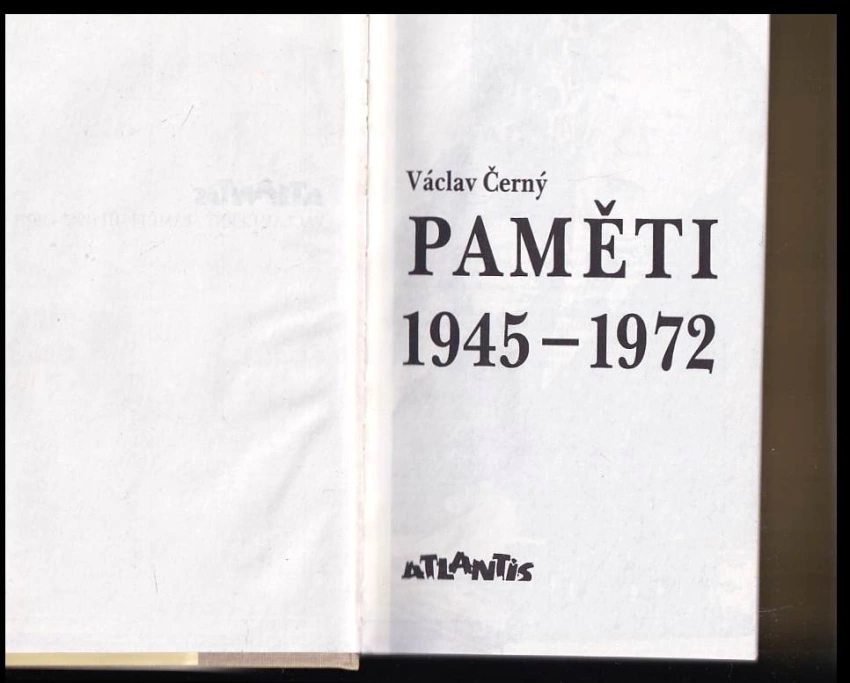 Václav Černý
PAMĚTI
1945–1972
ATLANTIS